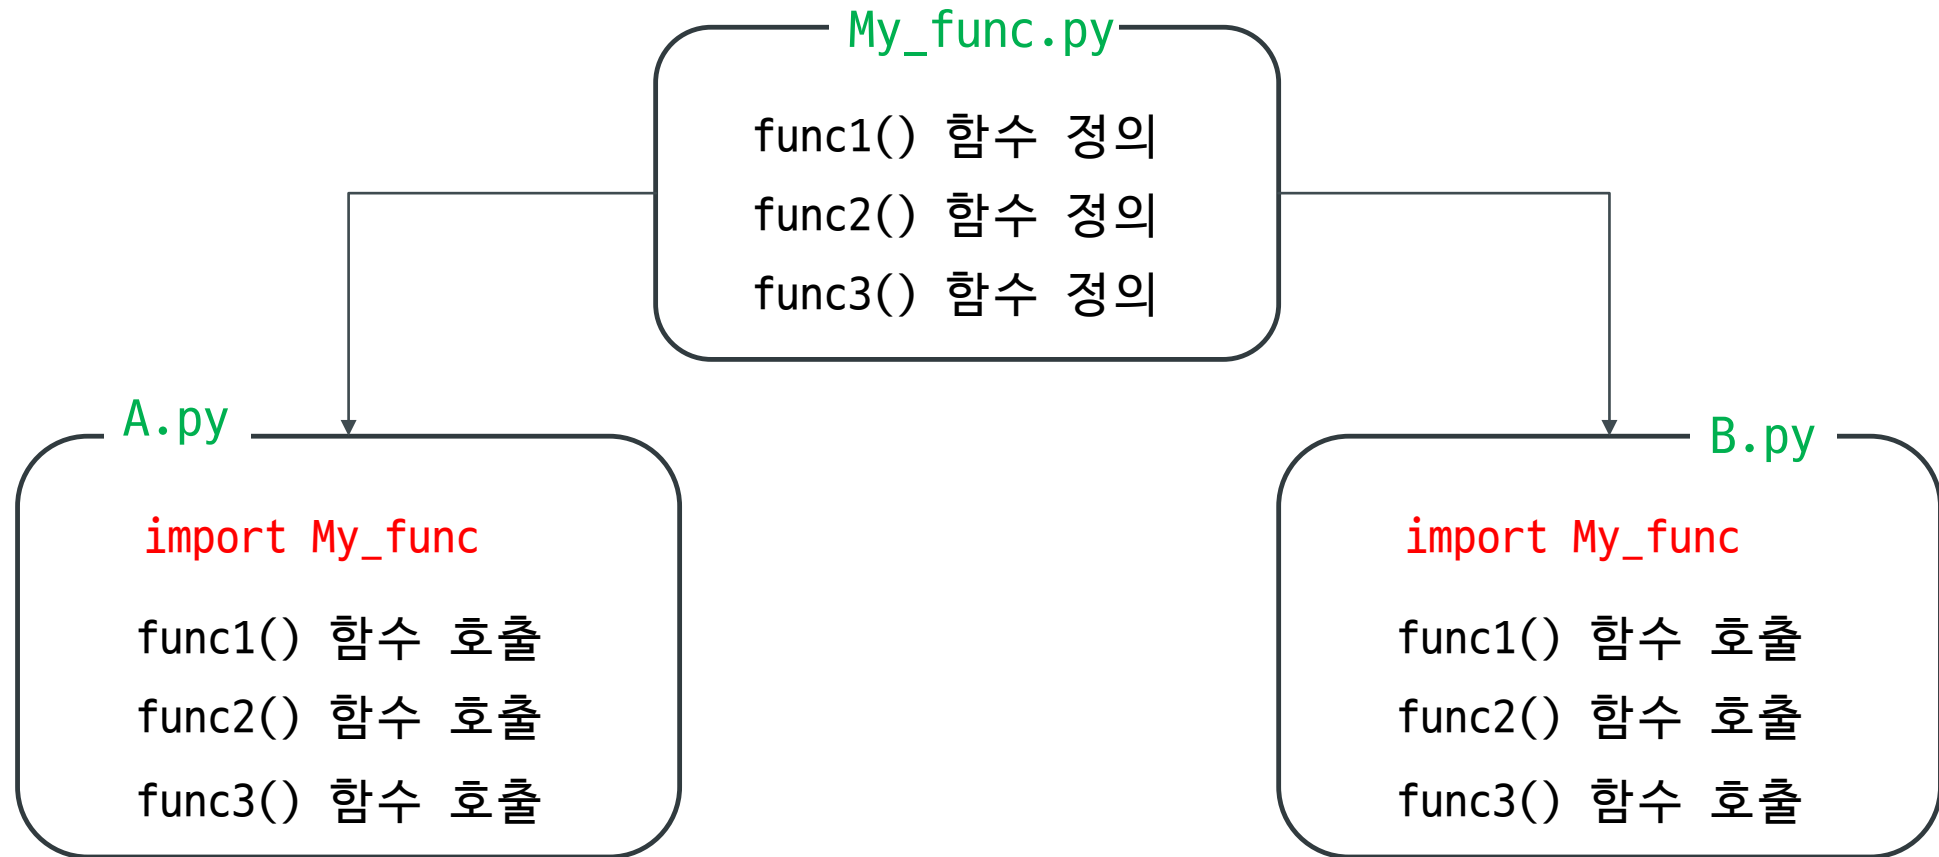 My_func.py
func1() 함수 정의
func2() 함수 정의
func3() 함수 정의
A.py
import My_func
func1() 함수 호출
func2() 함수 호출
func3() 함수 호출
B.py
import My_func
func1() 함수 호출
func2() 함수 호출
func3() 함수 호출